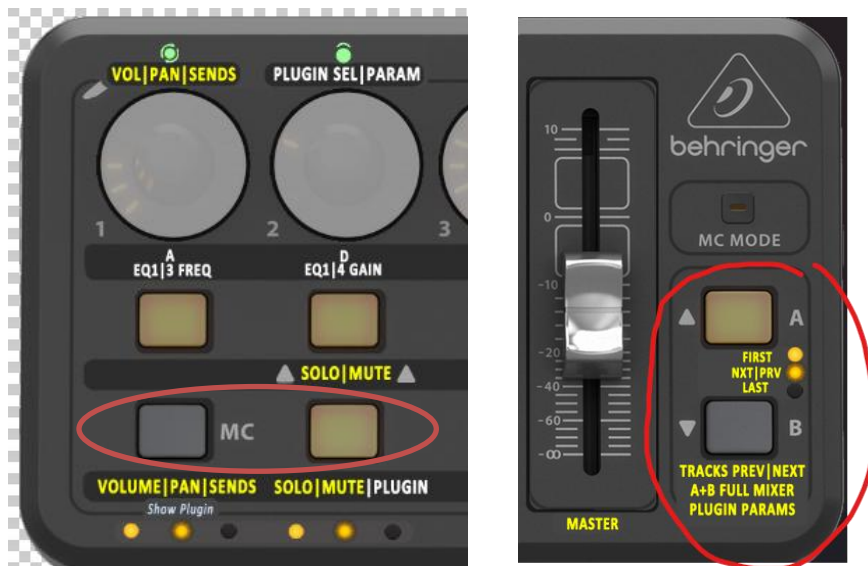 VOL|PAN|SENDS
PLUGIN SEL|PARAM
1
2
3
A
EQ1|3 FREQ
D
EQ1|4 GAIN
SOLO|MUTE
MC
VOLUME|PAN|SENDS
SOLO|MUTE|PLUGIN
Show Plugin
10
0
-10
-20
-40
-60
-∞
MASTER
behringer
MC MODE
A
FIRST
NXT|PRV
LAST
B
TRACKS PREV|NEXT
A+B FULL MIXER
PLUGIN PARAMS